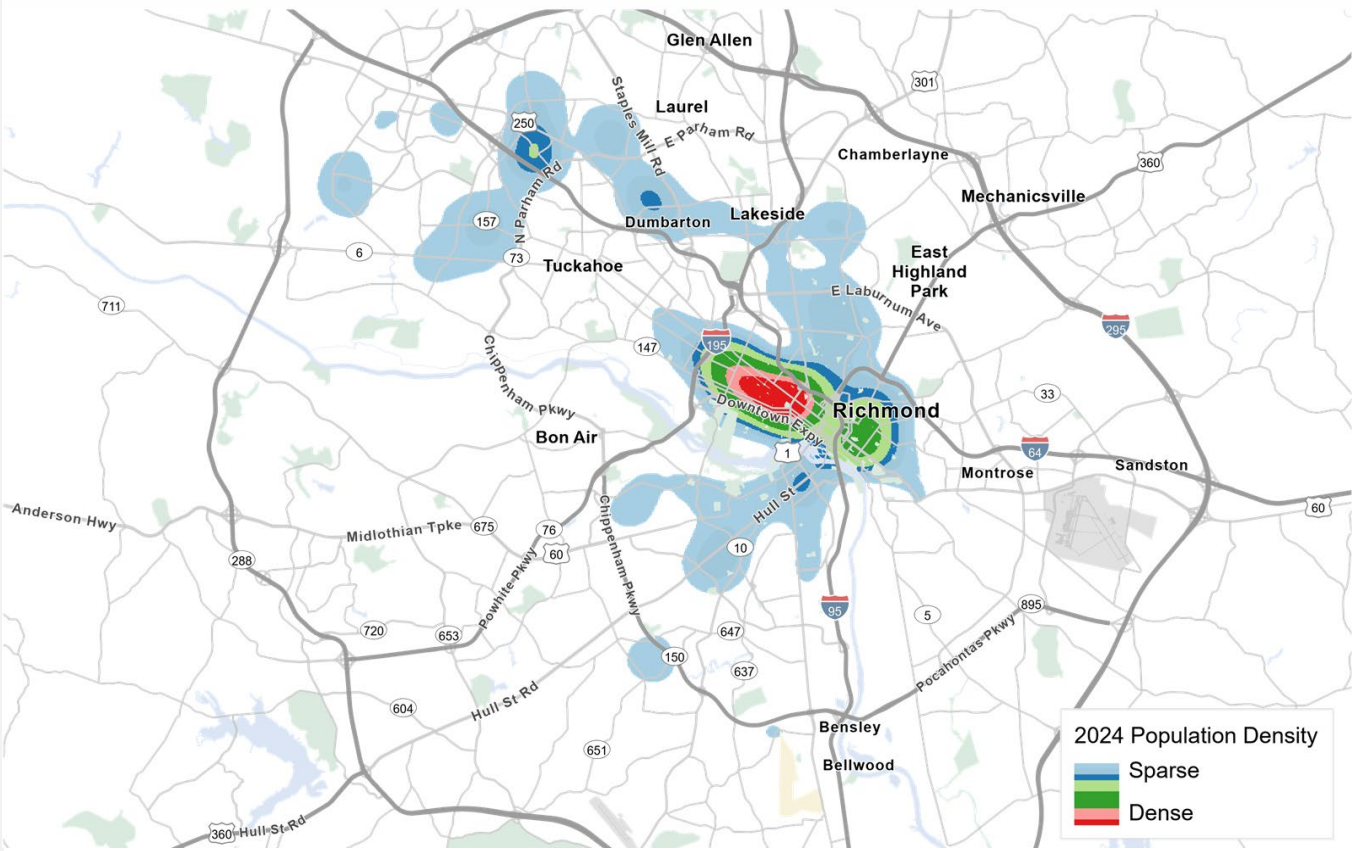 Glen Allen
301
Staples Mill Rd
Laurel
250
E Parham Rd
Chamberlayne
360
Mechanicsville
N Parham Rd
157
Dumbarton
Lakeside
6
73
Tuckahoe
East
Highland
Park
E Laburnum Ave
711
295
195
147
Chippenham Pkwy
33
Downtown Expy
Richmond
Bon Air
1
64
Montrose
Sandston
Hull St
Anderson Hwy
Midlothian Tpke
675
76
60
Chippenham Pkwy
10
60
288
Powhite Pkwy
95
5
895
Pocahontas Pkwy
720
653
647
150
637
604
Hull St Rd
651
Bensley
Bellwood
360
Hull St Rd
2024 Population Density
Sparse
Dense